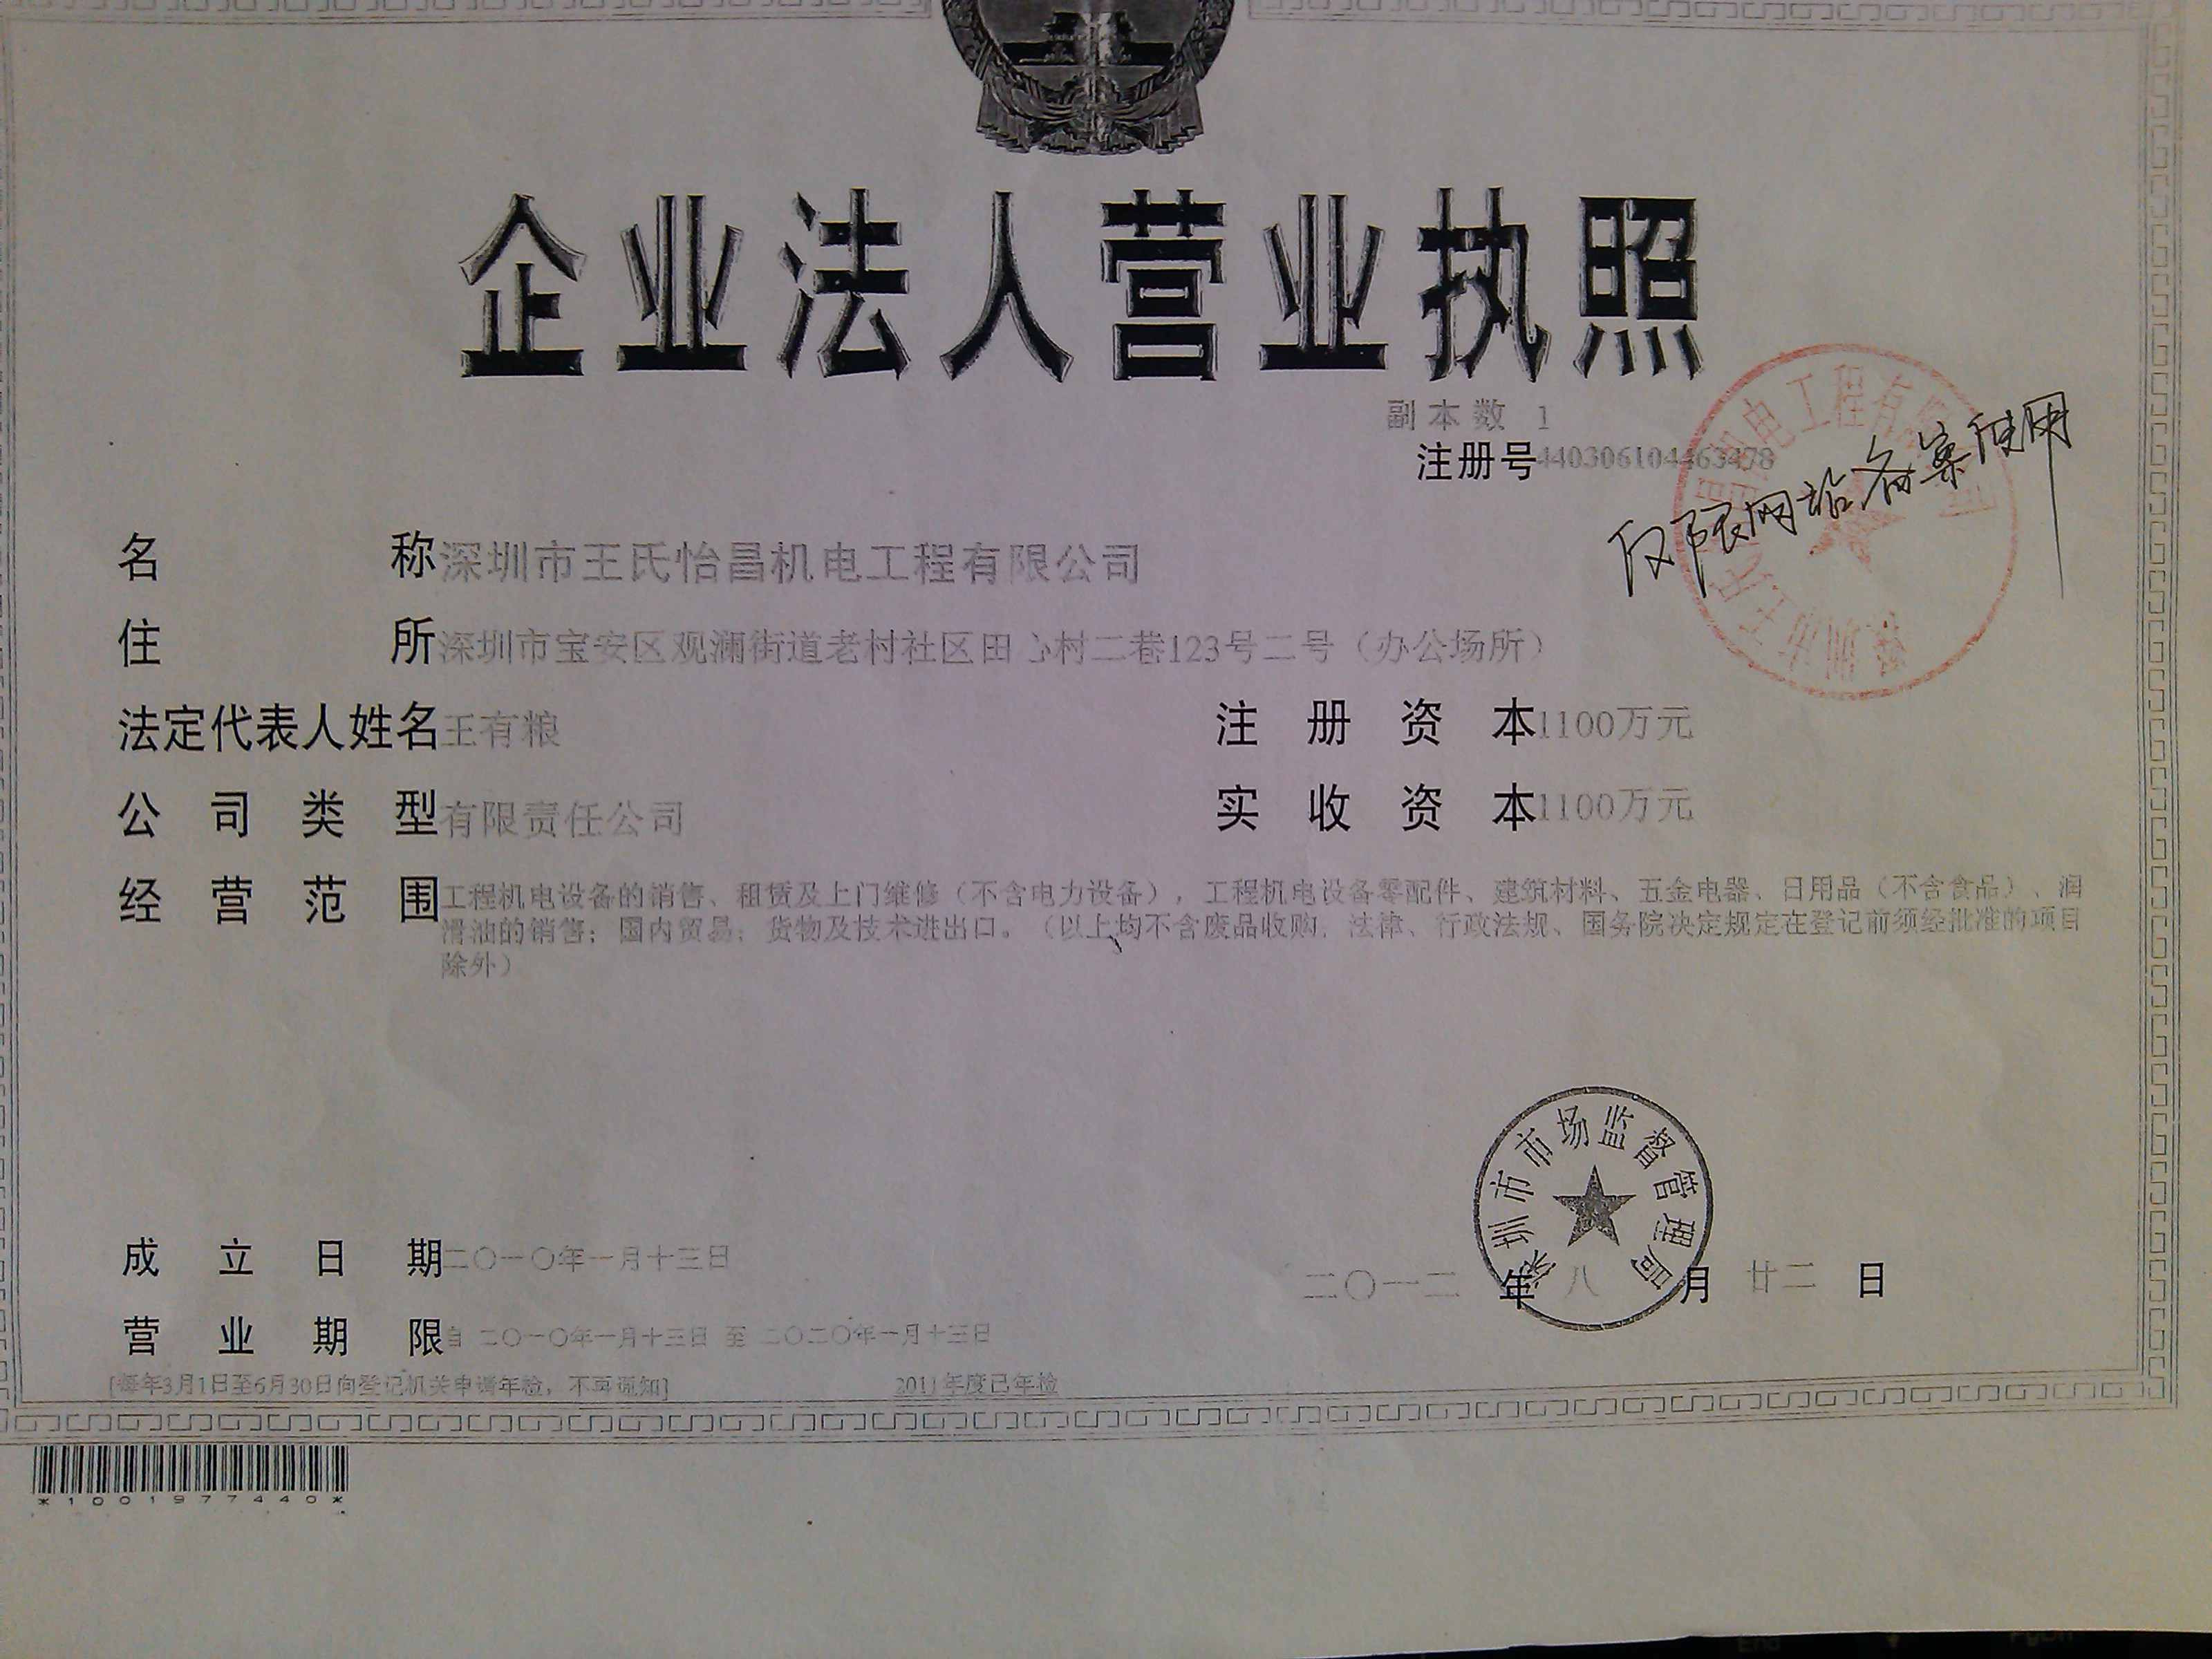 企业法人营业执照
副本数 1
注册号440306104463478
深圳市王氏怡昌机电工程有限公司
仅限网站备案使用
名称 深圳市王氏怡昌机电工程有限公司
住所 深圳市宝安区观澜街道老村社区田心村二巷123号二号（办公场所）
法定代表人姓名 王有粮 注册资本 1100万元
公司类型 有限责任公司 实收资本 1100万元
经营范围 工程机电设备的销售、租赁及上门维修（不含电力设备），工程机电设备零配件、建筑材料、五金电器、日用品（不含食品）、润
滑油的销售；国内贸易；货物及技术进出口。（以上均不含废品收购，法律、行政法规、国务院决定规定在登记前须经批准的项目
除外）
深圳市市场监督管理局
成立日期 二〇一〇年一月十三日
二〇一二年八月廿二日
营业期限 自 二〇一〇年一月十三日 至 二〇二〇年一月十三日
[每年3月1日至6月30日向登记机关申请年检，不再通知] 2011年度已年检
*1001977440*
End PgDn